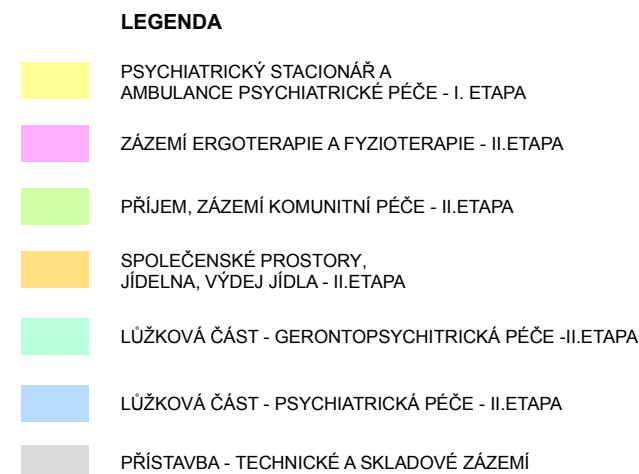 LEGENDA
PSYCHIATRICKÝ STACIONÁŘ A
AMBULANCE PSYCHIATRICKÉ PÉČE - I. ETAPA
ZÁZEMÍ ERGOTERAPIE A FYZIOTERAPIE - II.ETAPA
PŘÍJEM, ZÁZEMÍ KOMUNITNÍ PÉČE - II.ETAPA
SPOLEČENSKÉ PROSTORY,
JÍDELNA, VÝDEJ JÍDLA - II.ETAPA
LŮŽKOVÁ ČÁST - GERONTOPSYCHITRICKÁ PÉČE -II.ETAPA
LŮŽKOVÁ ČÁST - PSYCHIATRICKÁ PÉČE - II.ETAPA
PŘÍSTAVBA - TECHNICKÉ A SKLADOVÉ ZÁZEMÍ